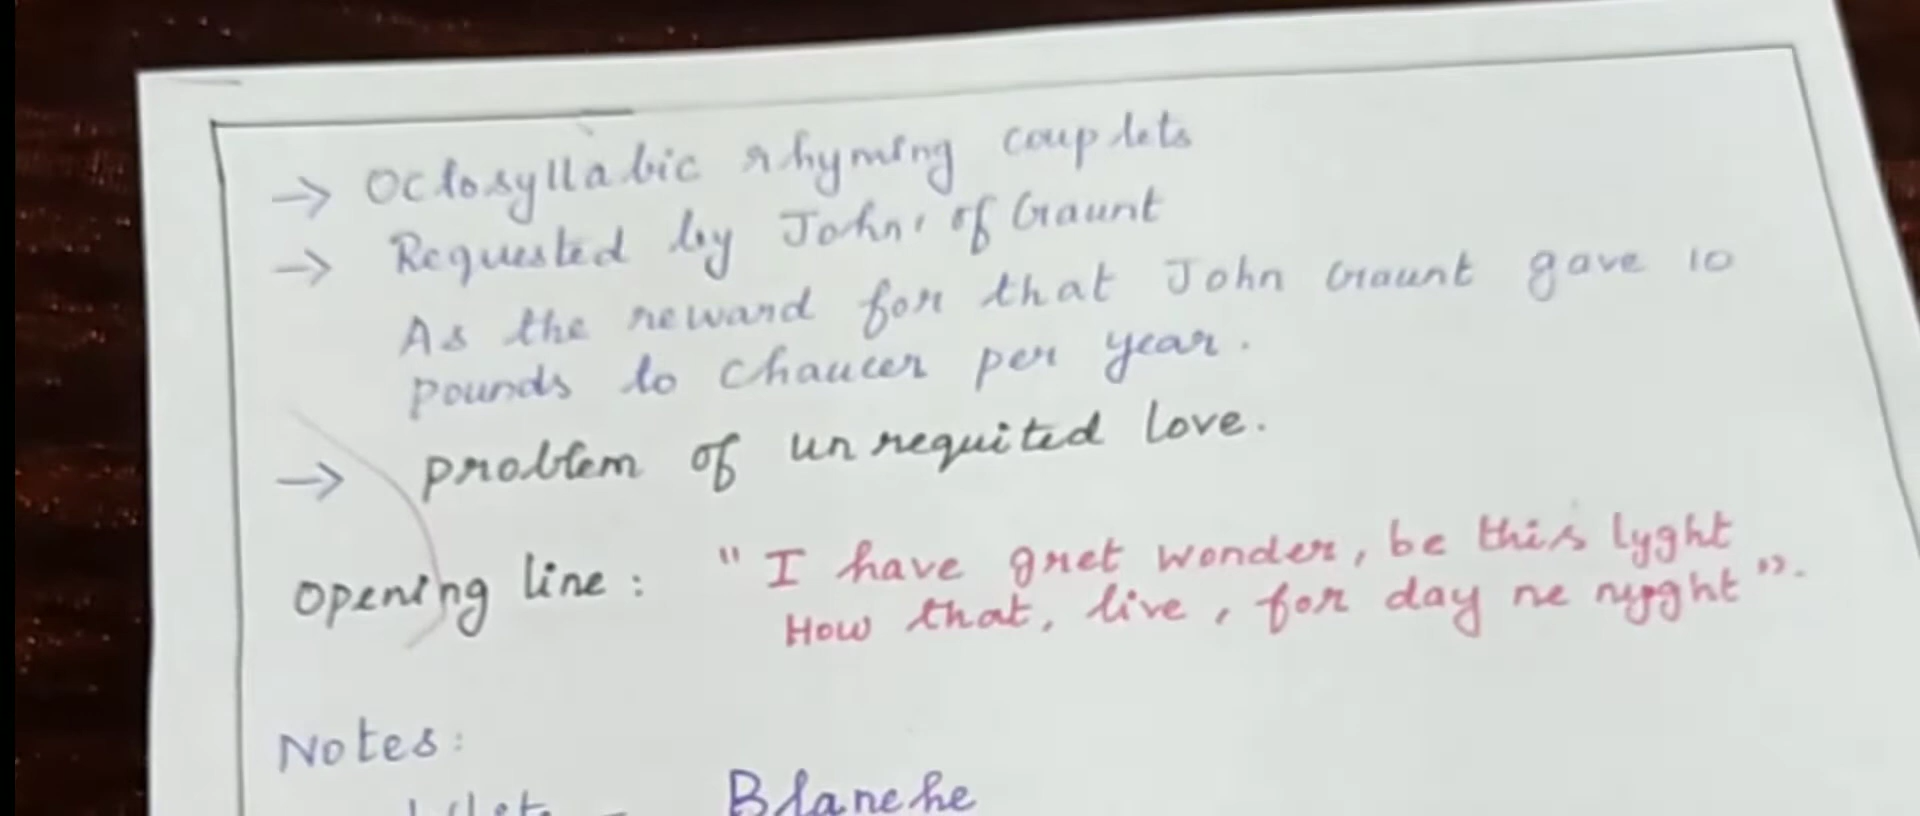 → Octosyllabic rhyming couplets
→ Requested by John of Gaunt
As the reward for that John Gaunt gave 10
pounds to Chaucer per year.
→ problem of unrequited love.
Opening line: "I have gret wonder, be this lyght
How that, live, for day ne nyght".
Notes:
- Blanche